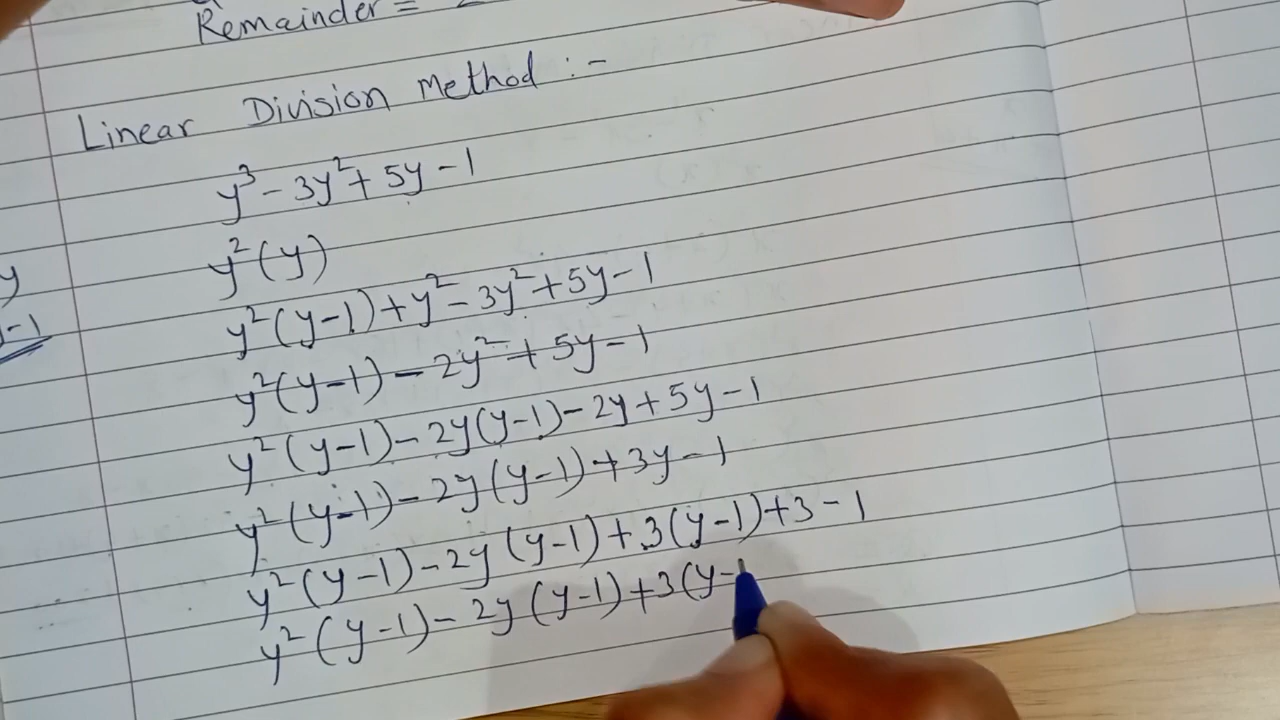 Remainder =
Linear Division Method :-
y³ - 3y² + 5y - 1
y²(y)
y
y²(y-1) + y² - 3y² + 5y - 1
-1
y²(y-1) - 2y² + 5y - 1
y²(y-1) - 2y(y-1) - 2y + 5y - 1
y²(y-1) - 2y(y-1) + 3y - 1
y²(y-1) - 2y(y-1) + 3(y-1) + 3 - 1
y²(y-1) - 2y(y-1) + 3(y-